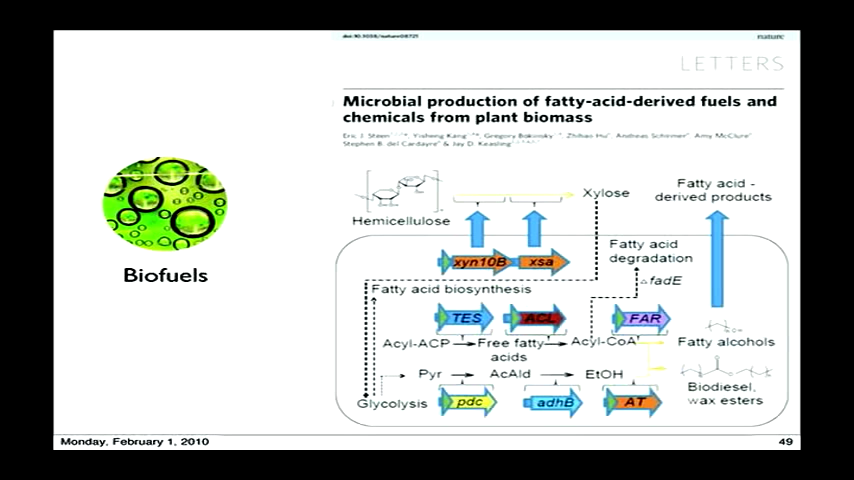 doi:10.1038/nature08721
nature
LETTERS
Microbial production of fatty-acid-derived fuels and
chemicals from plant biomass
Eric J. Steen, Yisheng Kang, Gregory Bokinsky, Zhihao Hu, Andreas Schirmer, Amy McClure,
Stephen B. del Cardayre & Jay D. Keasling
Hemicellulose
Xylose
Fatty acid -
derived products
xyn10B
xsa
Fatty acid
degradation
Fatty acid biosynthesis
△fadE
TES
ACL
FAR
Acyl-ACP
Free fatty
acids
Acyl-CoA
Fatty alcohols
Pyr
AcAld
EtOH
Biodiesel,
wax esters
Glycolysis
pdc
adhB
AT
Biofuels
Monday, February 1, 2010
49